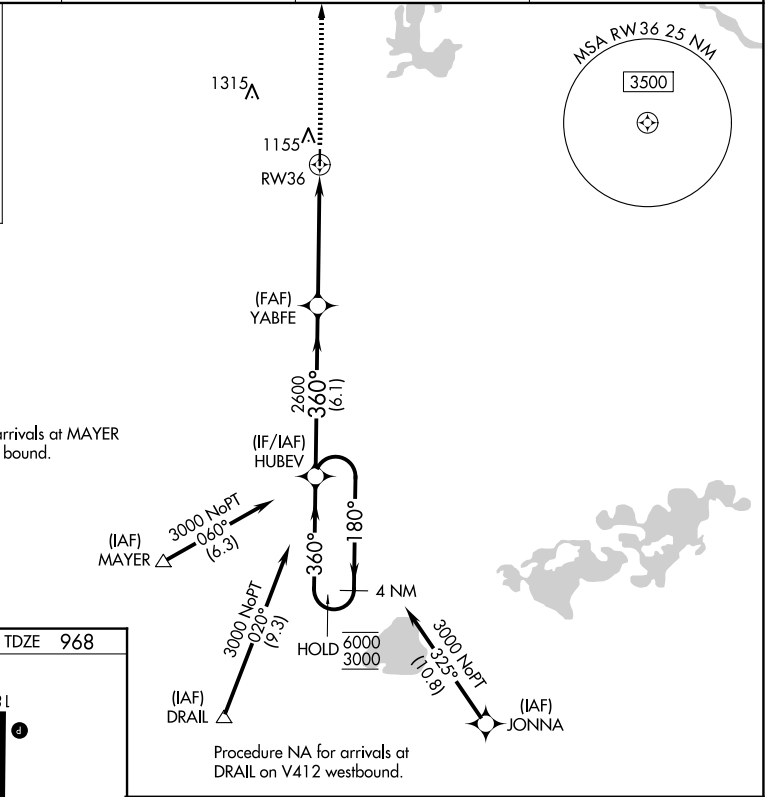 MSA RW36 25 NM
3500
1315
1155
RW36
(FAF)
YABFE
2600
360°
(6.1)
arrivals at MAYER
bound.
(IF/IAF)
HUBEV
3000 NoPT
060°
(6.3)
(IAF)
MAYER
360°
180°
4 NM
3000 NoPT
020°
(9.3)
HOLD
6000
3000
3000 NoPT
325°
(10.8)
TDZE 968
(IAF)
DRAIL
(IAF)
JONNA
P
Procedure NA for arrivals at
DRAIL on V412 westbound.